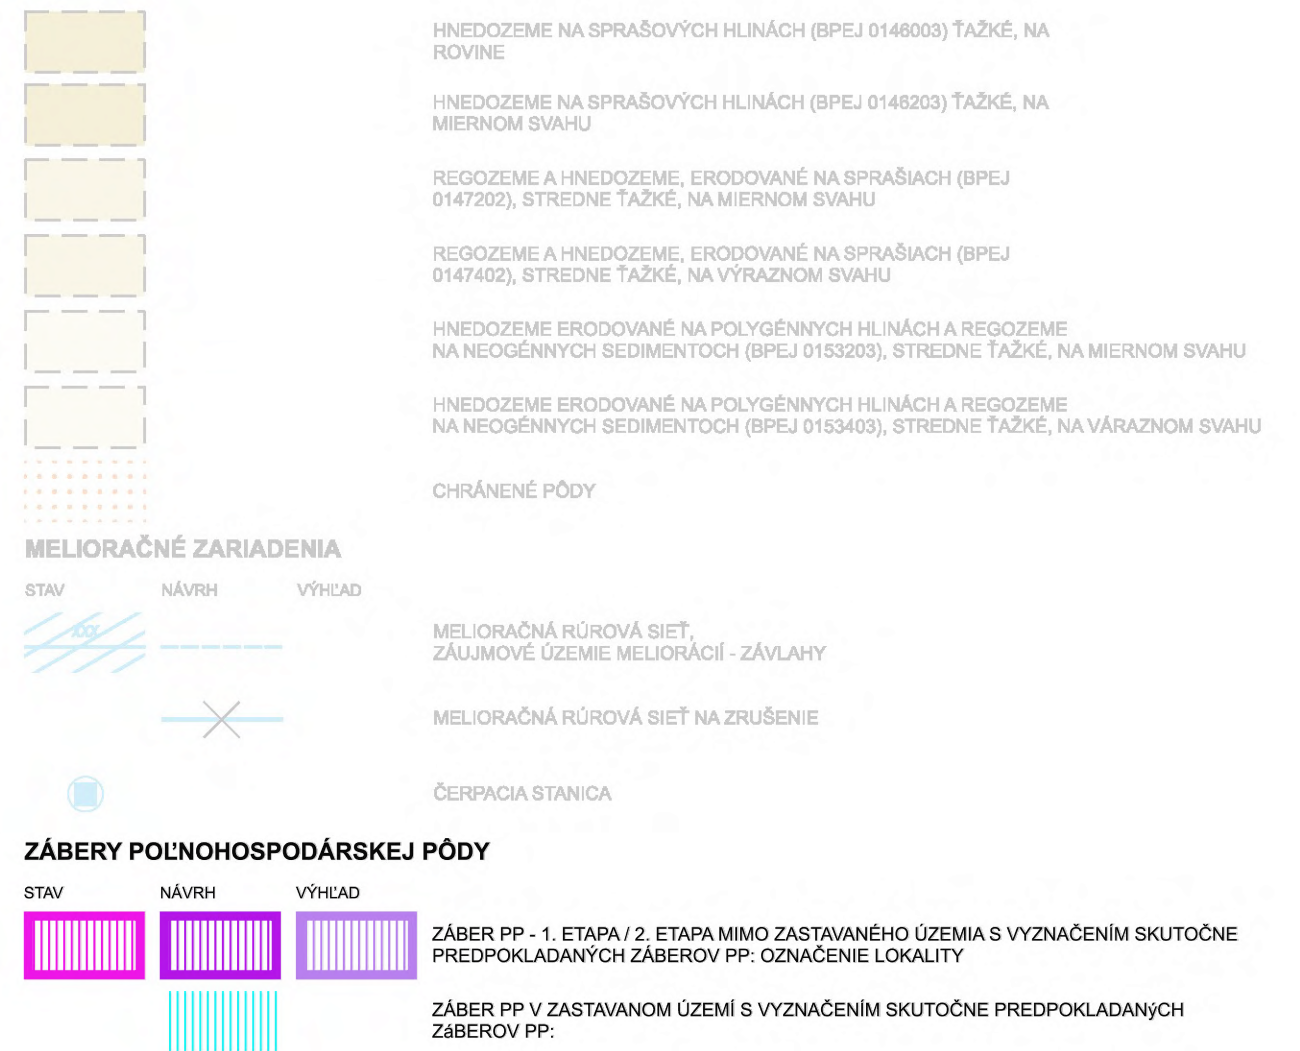 HNEDOZEME NA SPRAŠOVÝCH HLINÁCH (BPEJ 0146003) ŤAŽKÉ, NA
ROVINE
HNEDOZEME NA SPRAŠOVÝCH HLINÁCH (BPEJ 0146203) ŤAŽKÉ, NA
MIERNOM SVAHU
REGOZEME A HNEDOZEME, ERODOVANÉ NA SPRAŠIACH (BPEJ
0147202), STREDNE ŤAŽKÉ, NA MIERNOM SVAHU
REGOZEME A HNEDOZEME, ERODOVANÉ NA SPRAŠIACH (BPEJ
0147402), STREDNE ŤAŽKÉ, NA VÝRAZNOM SVAHU
HNEDOZEME ERODOVANÉ NA POLYGÉNNYCH HLINÁCH A REGOZEME
NA NEOGÉNNYCH SEDIMENTOCH (BPEJ 0153203), STREDNE ŤAŽKÉ, NA MIERNOM SVAHU
HNEDOZEME ERODOVANÉ NA POLYGÉNNYCH HLINÁCH A REGOZEME
NA NEOGÉNNYCH SEDIMENTOCH (BPEJ 0153403), STREDNE ŤAŽKÉ, NA VÁRAZNOM SVAHU
CHRÁNENÉ PÔDY
MELIORAČNÉ ZARIADENIA
STAV NÁVRH VÝHĽAD
XXX
MELIORAČNÁ RÚROVÁ SIEŤ,
ZÁUJMOVÉ ÚZEMIE MELIORÁCIÍ - ZÁVLAHY
MELIORAČNÁ RÚROVÁ SIEŤ NA ZRUŠENIE
ČERPACIA STANICA
ZÁBERY POĽNOHOSPODÁRSKEJ PÔDY
STAV NÁVRH VÝHĽAD
ZÁBER PP - 1. ETAPA / 2. ETAPA MIMO ZASTAVANÉHO ÚZEMIA S VYZNAČENÍM SKUTOČNE
PREDPOKLADANÝCH ZÁBEROV PP: OZNAČENIE LOKALITY
ZÁBER PP V ZASTAVANOM ÚZEMÍ S VYZNAČENÍM SKUTOČNE PREDPOKLADANýCH
ZáBEROV PP: